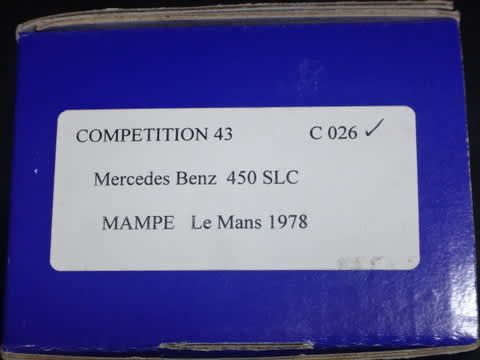 COMPETITION 43 C 026 ✓
Mercedes Benz 450 SLC
MAMPE Le Mans 1978